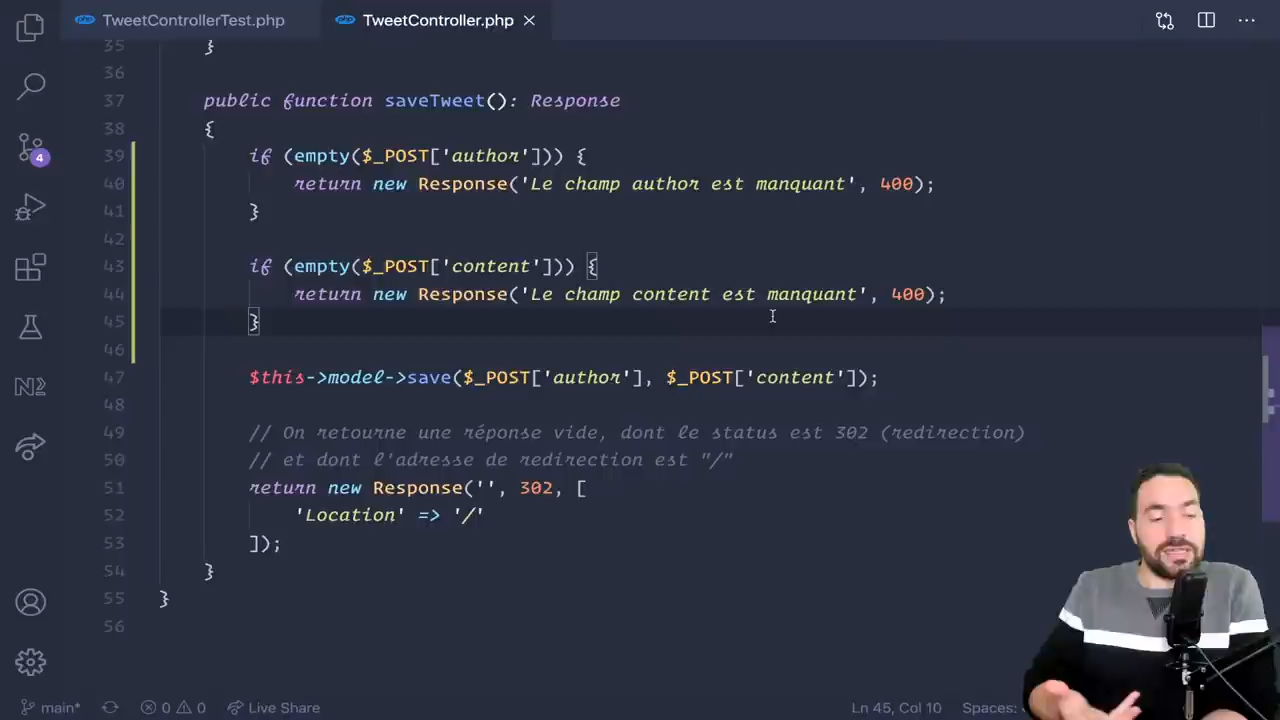 TweetControllerTest.php
TweetController.php
35 }
36
37 public function saveTweet(): Response
38 {
39 if (empty($_POST['author'])) {
40 return new Response('Le champ author est manquant', 400);
41 }
42
43 if (empty($_POST['content'])) {
44 return new Response('Le champ content est manquant', 400);
45 }
46
47 $this->model->save($_POST['author'], $_POST['content']);
48
49 // On retourne une réponse vide, dont le status est 302 (redirection)
50 // et dont l'adresse de redirection est "/"
51 return new Response('', 302, [
52 'Location' => '/'
53 ]);
54 }
55 }
56
4
main* 0 0 Live Share Ln 45, Col 10 Spaces: